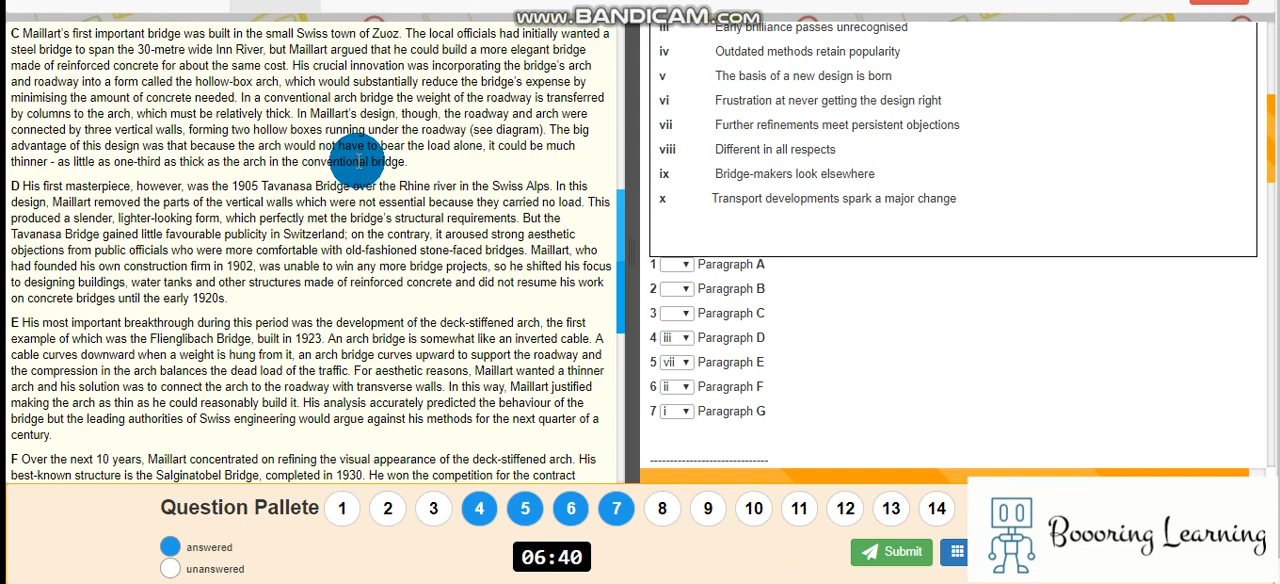 www.BANDICAM.com
C Maillart's first important bridge was built in the small Swiss town of Zuoz. The local officials had initially wanted a
steel bridge to span the 30-metre wide Inn River, but Maillart argued that he could build a more elegant bridge
made of reinforced concrete for about the same cost. His crucial innovation was incorporating the bridge's arch
and roadway into a form called the hollow-box arch, which would substantially reduce the bridge's expense by
minimising the amount of concrete needed. In a conventional arch bridge the weight of the roadway is transferred
by columns to the arch, which must be relatively thick. In Maillart's design, though, the roadway and arch were
connected by three vertical walls, forming two hollow boxes running under the roadway (see diagram). The big
advantage of this design was that because the arch would not have to bear the load alone, it could be much
thinner - as little as one-third as thick as the arch in the conventional bridge.
D His first masterpiece, however, was the 1905 Tavanasa Bridge over the Rhine river in the Swiss Alps. In this
design, Maillart removed the parts of the vertical walls which were not essential because they carried no load. This
produced a slender, lighter-looking form, which perfectly met the bridge's structural requirements. But the
Tavanasa Bridge gained little favourable publicity in Switzerland; on the contrary, it aroused strong aesthetic
objections from public officials who were more comfortable with old-fashioned stone-faced bridges. Maillart, who
had founded his own construction firm in 1902, was unable to win any more bridge projects, so he shifted his focus
to designing buildings, water tanks and other structures made of reinforced concrete and did not resume his work
on concrete bridges until the early 1920s.
E His most important breakthrough during this period was the development of the deck-stiffened arch, the first
example of which was the Flienglibach Bridge, built in 1923. An arch bridge is somewhat like an inverted cable. A
cable curves downward when a weight is hung from it, an arch bridge curves upward to support the roadway and
the compression in the arch balances the dead load of the traffic. For aesthetic reasons, Maillart wanted a thinner
arch and his solution was to connect the arch to the roadway with transverse walls. In this way, Maillart justified
making the arch as thin as he could reasonably build it. His analysis accurately predicted the behaviour of the
bridge but the leading authorities of Swiss engineering would argue against his methods for the next quarter of a
century.
F Over the next 10 years, Maillart concentrated on refining the visual appearance of the deck-stiffened arch. His
best-known structure is the Salginatobel Bridge, completed in 1930. He won the competition for the contract
iii Early brilliance passes unrecognised
iv Outdated methods retain popularity
v The basis of a new design is born
vi Frustration at never getting the design right
vii Further refinements meet persistent objections
viii Different in all respects
ix Bridge-makers look elsewhere
x Transport developments spark a major change
1 Paragraph A
2 Paragraph B
3 Paragraph C
4 iii Paragraph D
5 vii Paragraph E
6 ii Paragraph F
7 i Paragraph G
Question Pallete 1 2 3 4 5 6 7 8 9 10 11 12 13 14
answered
unanswered
06:40
Submit
Boooring Learning